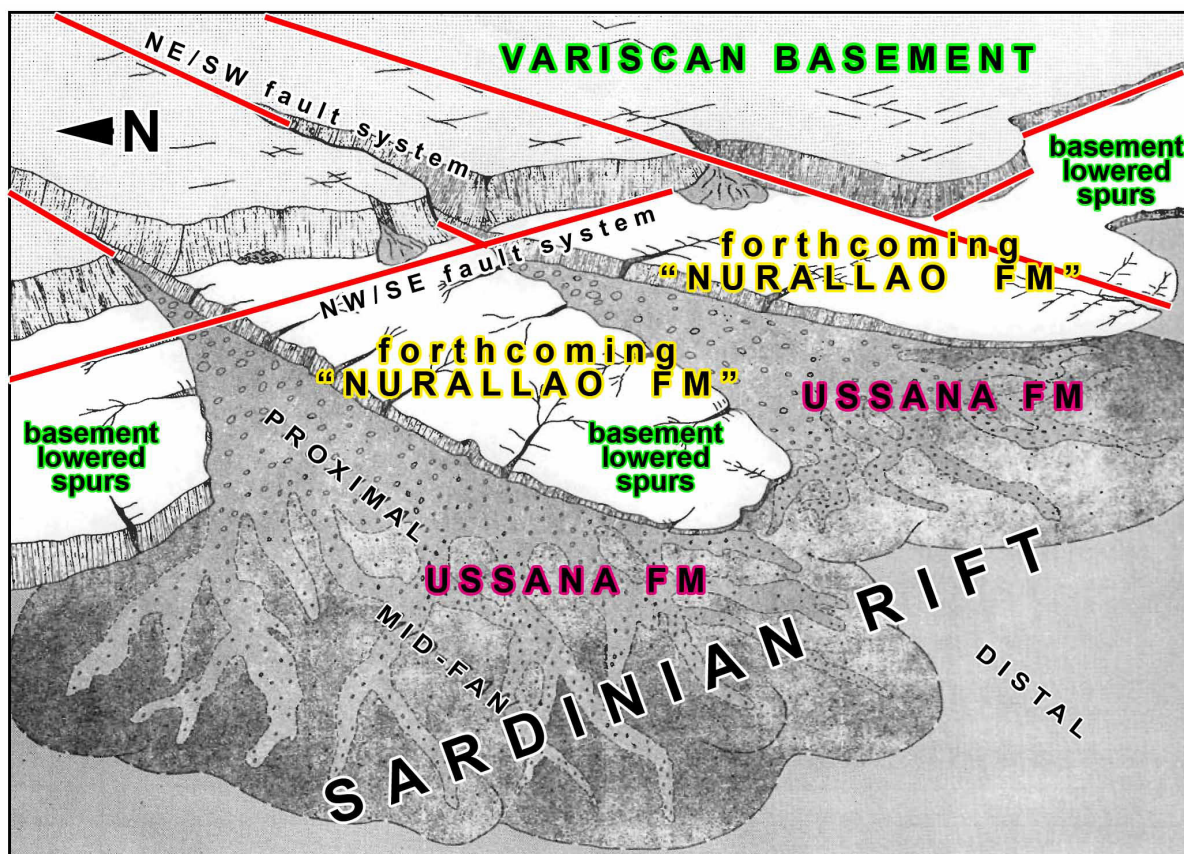 VARISCAN BASEMENT
NE/SW fault system
N
basement
lowered
spurs
NW/SE fault system
forthcoming
“NURALLAO FM”
forthcoming
“NURALLAO FM”
USSANA FM
basement
lowered
spurs
basement
lowered
spurs
PROXIMAL
USSANA FM
MID-FAN
SARDINIAN RIFT
DISTAL